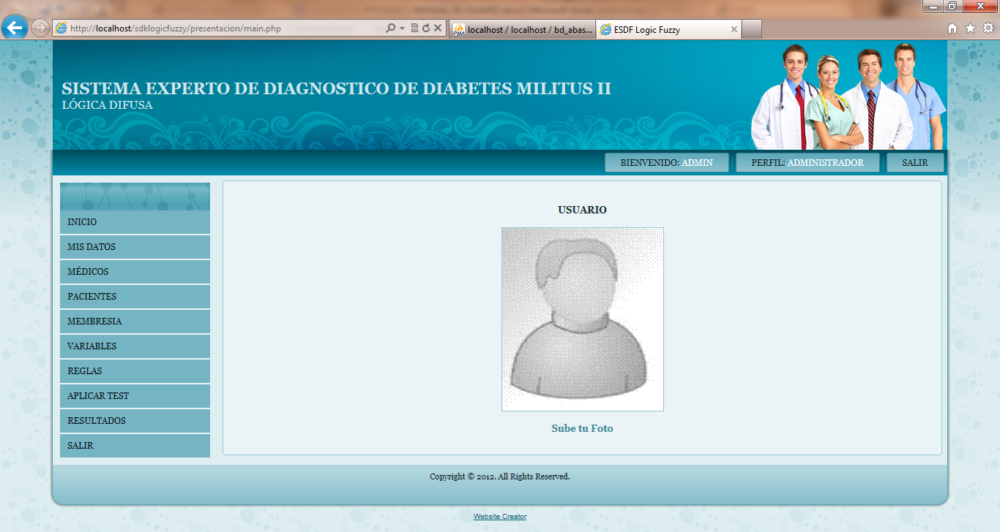 http://localhost/sdklogicfuzzy/presentacion/main.php
PMA
localhost / localhost / bd_abas...
ESDF Logic Fuzzy
SISTEMA EXPERTO DE DIAGNOSTICO DE DIABETES MILITUS II
LÓGICA DIFUSA
BIENVENIDO: ADMIN
PERFIL: ADMINISTRADOR
SALIR
INICIO
MIS DATOS
MÉDICOS
PACIENTES
MEMBRESIA
VARIABLES
REGLAS
APLICAR TEST
RESULTADOS
SALIR
USUARIO
Sube tu Foto
Copyright © 2012. All Rights Reserved.
Website Creator